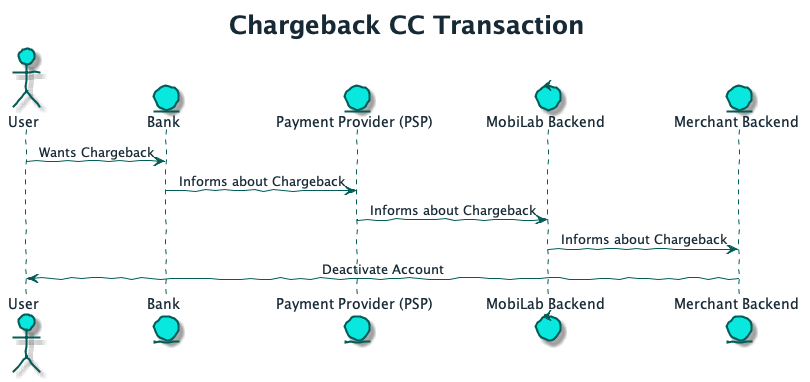 Chargeback CC Transaction
User Bank Payment Provider (PSP) MobiLab Backend Merchant Backend
Wants Chargeback
Informs about Chargeback
Informs about Chargeback
Informs about Chargeback
Deactivate Account
User Bank Payment Provider (PSP) MobiLab Backend Merchant Backend